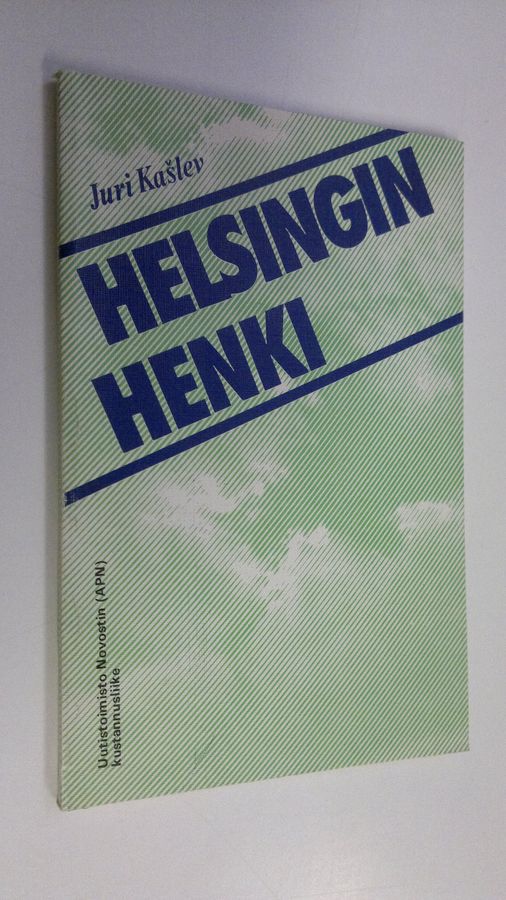 Juri Kašlev
HELSINGIN
HENKI
Uutistoimisto Novostin (APN)
kustannusliike